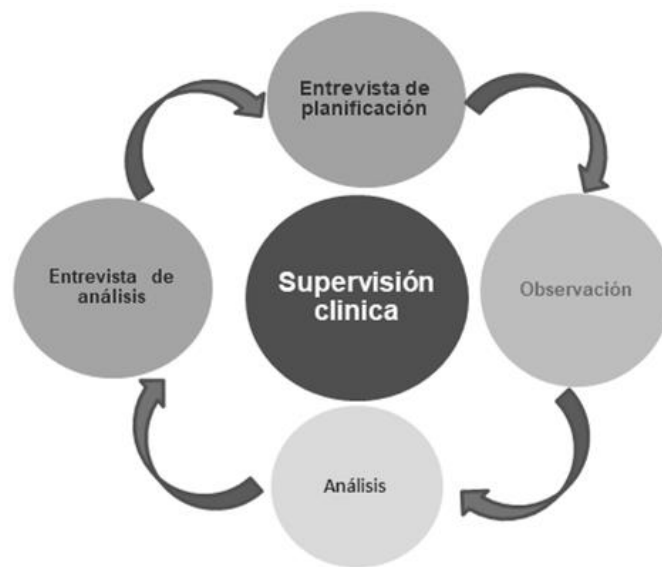 Entrevista de
planificación
Entrevista de
análisis
Supervisión
clinica
Observación
Análisis